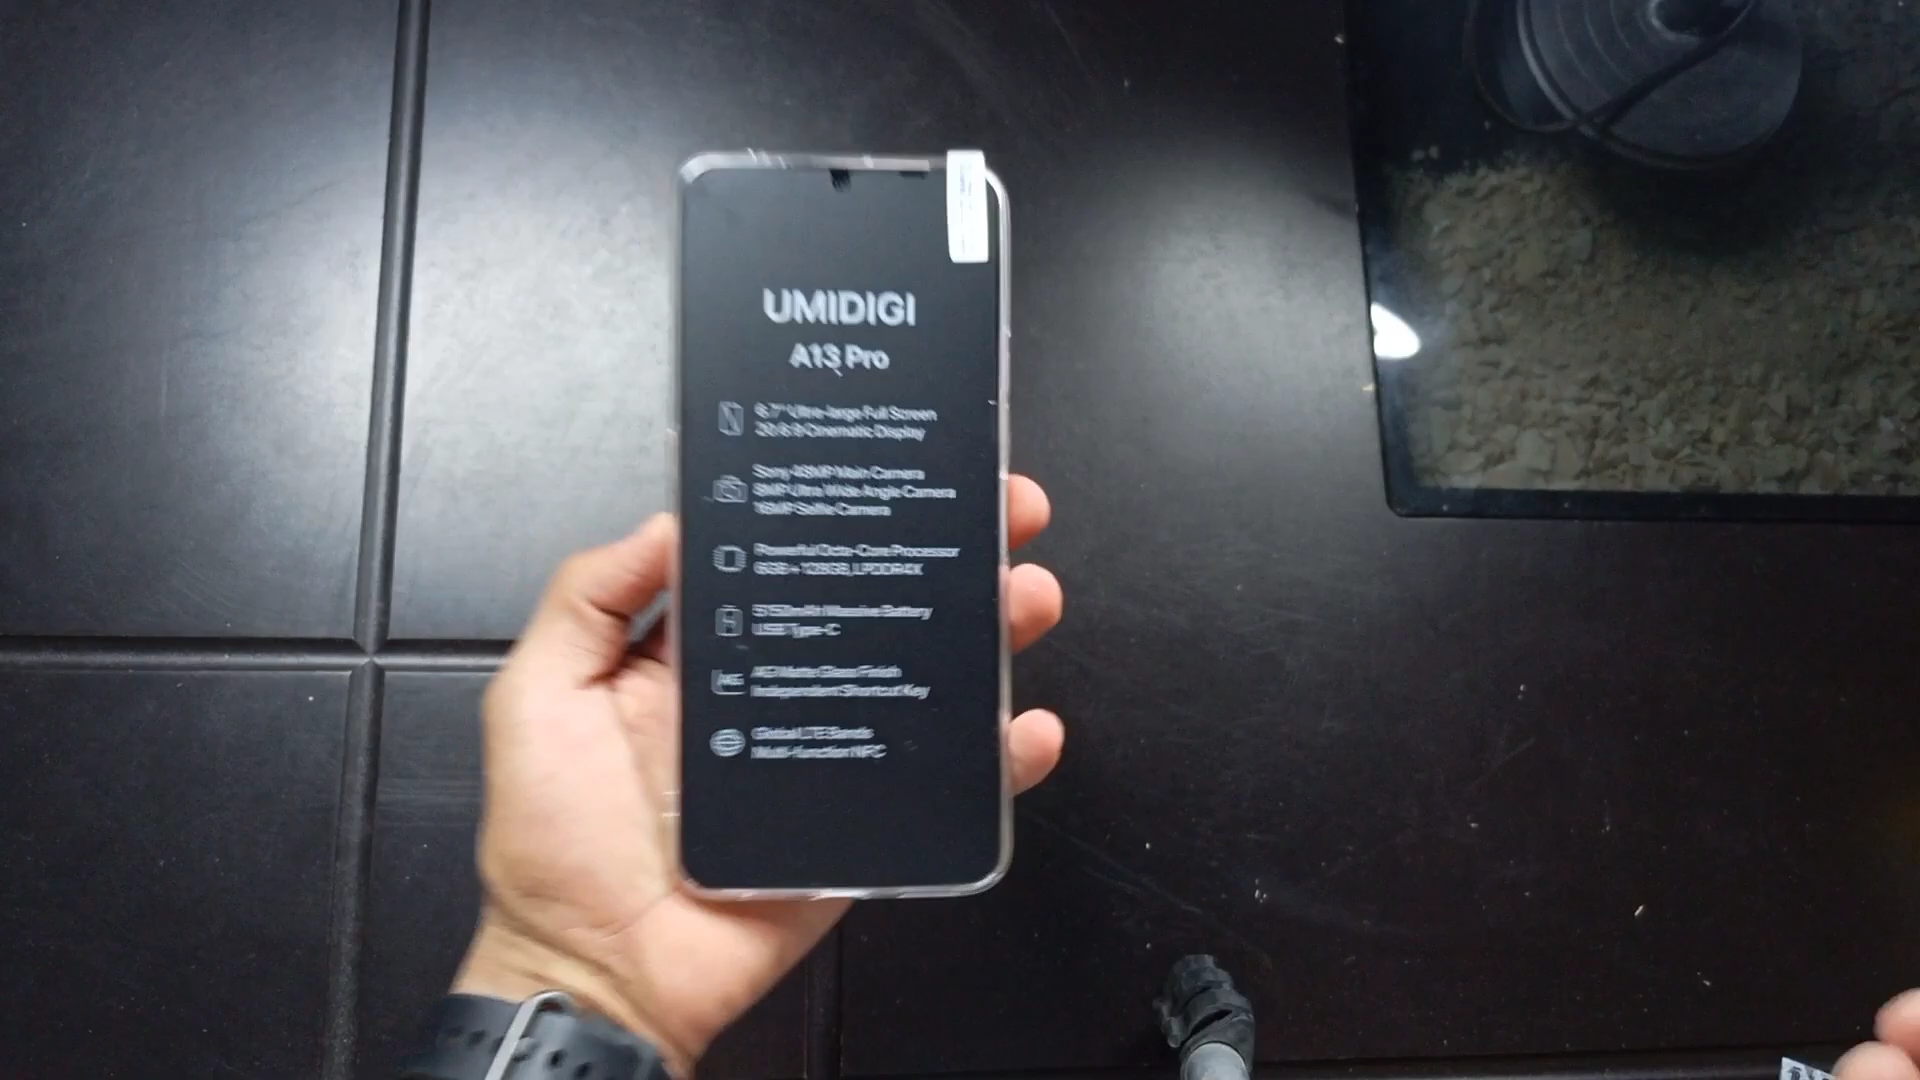 UMIDIGI
A13 Pro
6.7" Ultra-large Full Screen
20:8.9 Cinematic Display
Sony 48MP Main Camera
8MP Ultra Wide Angle Camera
16MP Selfie Camera
Powerful Octa-Core Processor
6GB + 128GB, LPDDR4X
5150mAh Massive Battery
USB Type-C
AG Matte Glass Finish
Independent Shortcut Key
Global LTE Bands
Multi-function NFC